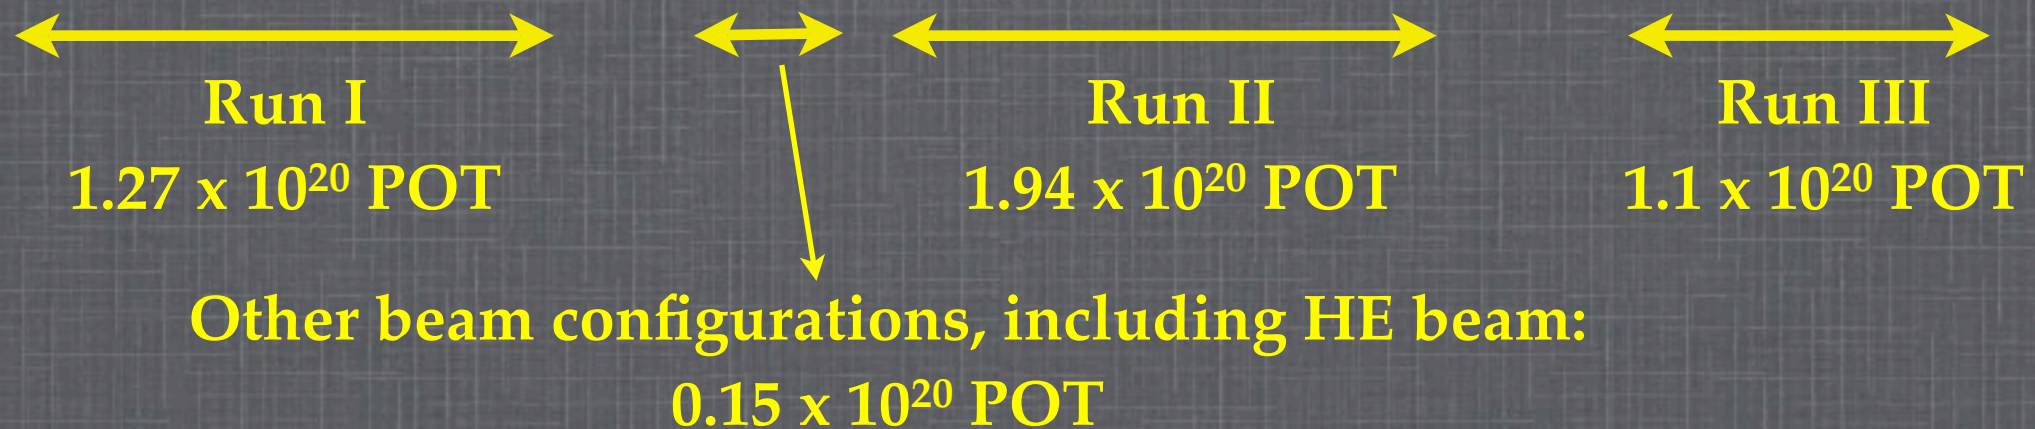 Run I
1.27 x 10²⁰ POT
Run II
1.94 x 10²⁰ POT
Run III
1.1 x 10²⁰ POT
Other beam configurations, including HE beam:
0.15 x 10²⁰ POT